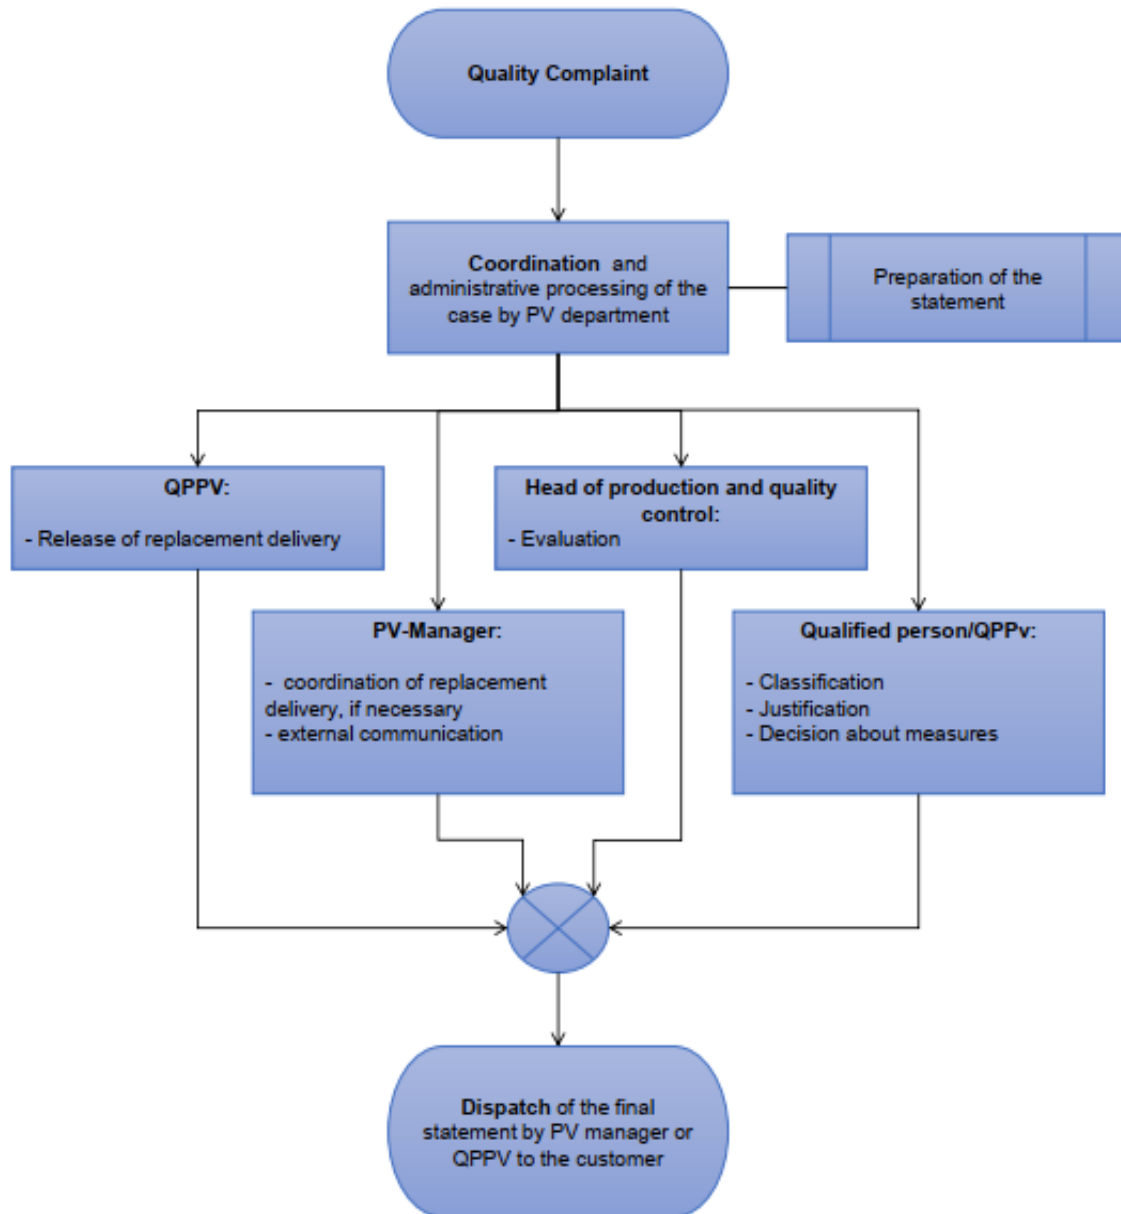 Quality Complaint
Coordination and
administrative processing of the
case by PV department
Preparation of the
statement
QPPV:
- Release of replacement delivery
Head of production and quality
control:
- Evaluation
PV-Manager:
- coordination of replacement
delivery, if necessary
- external communication
Qualified person/QPPv:
- Classification
- Justification
- Decision about measures
Dispatch of the final
statement by PV manager or
QPPV to the customer